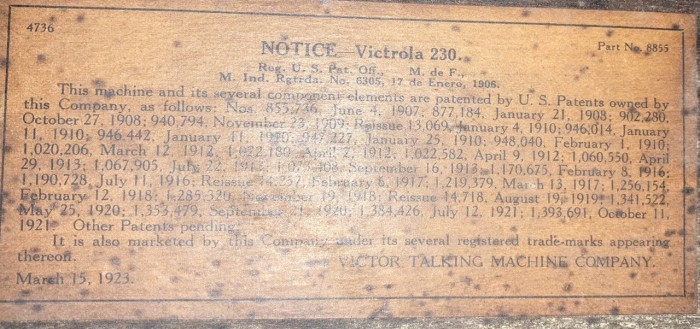 4736
NOTICE—Victrola 230.
Part No. 8855
Reg. U. S. Pat. Off., M. de F.,
M. Ind. Rgtrda. No. 6305, 17 de Enero, 1906.
This machine and its several component elements are patented by U. S. Patents owned by
this Company, as follows: Nos. 855,736, June 4, 1907; 877,184, January 21, 1908; 902,280,
October 27, 1908; 940,794, November 23, 1909; Reissue 13,069, January 4, 1910; 946,014, January
11, 1910; 946,442, January 11, 1910; 947,227, January 25, 1910; 948,040, February 1, 1910;
1,020,206, March 12, 1912; April 2, 1912; 1,022,582, April 9, 1912; 1,060,550, April
29, 1913; 1,067,905, July 22, 1913; September 16, 1913; 1,170,675, February 8, 1916;
1,190,728, July 11, 1916; Reissue February 6, 1917; 1,219,379, March 13, 1917; 1,256,154,
February 12, 1918; 1,285,520, November 19, 1918; Reissue 14,718, August 19, 1919; 1,341,522,
May 25, 1920; 1,353,479, September 21, 1920; 1,384,426, July 12, 1921; 1,393,691, October 11,
1921. Other Patents pending.
It is also marketed by this Company under its several registered trade-marks appearing
thereon.
VICTOR TALKING MACHINE COMPANY.
March 15, 1923.